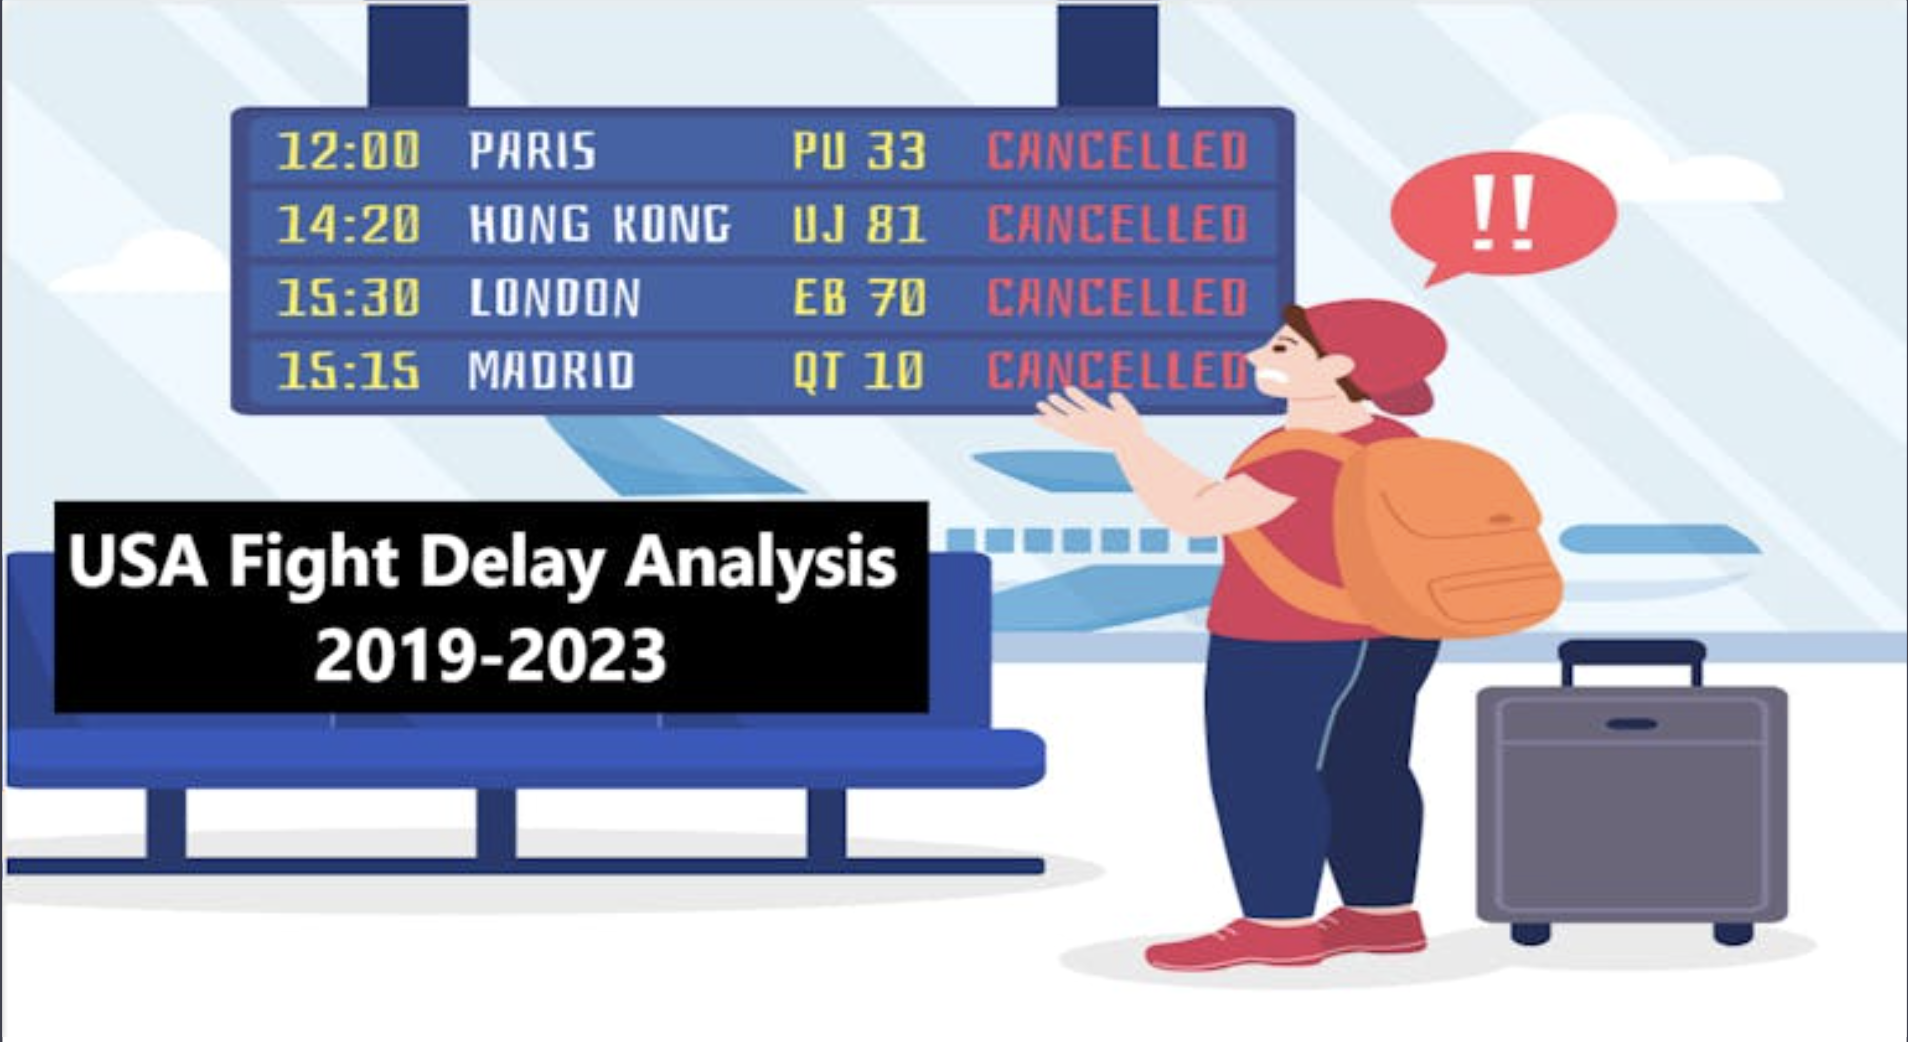 12:00 PARIS PU 33 CANCELLED
14:20 HONG KONG UJ 81 CANCELLED
15:30 LONDON EB 70 CANCELLED
15:15 MADRID QT 10 CANCELLED
!!
USA Fight Delay Analysis
2019-2023